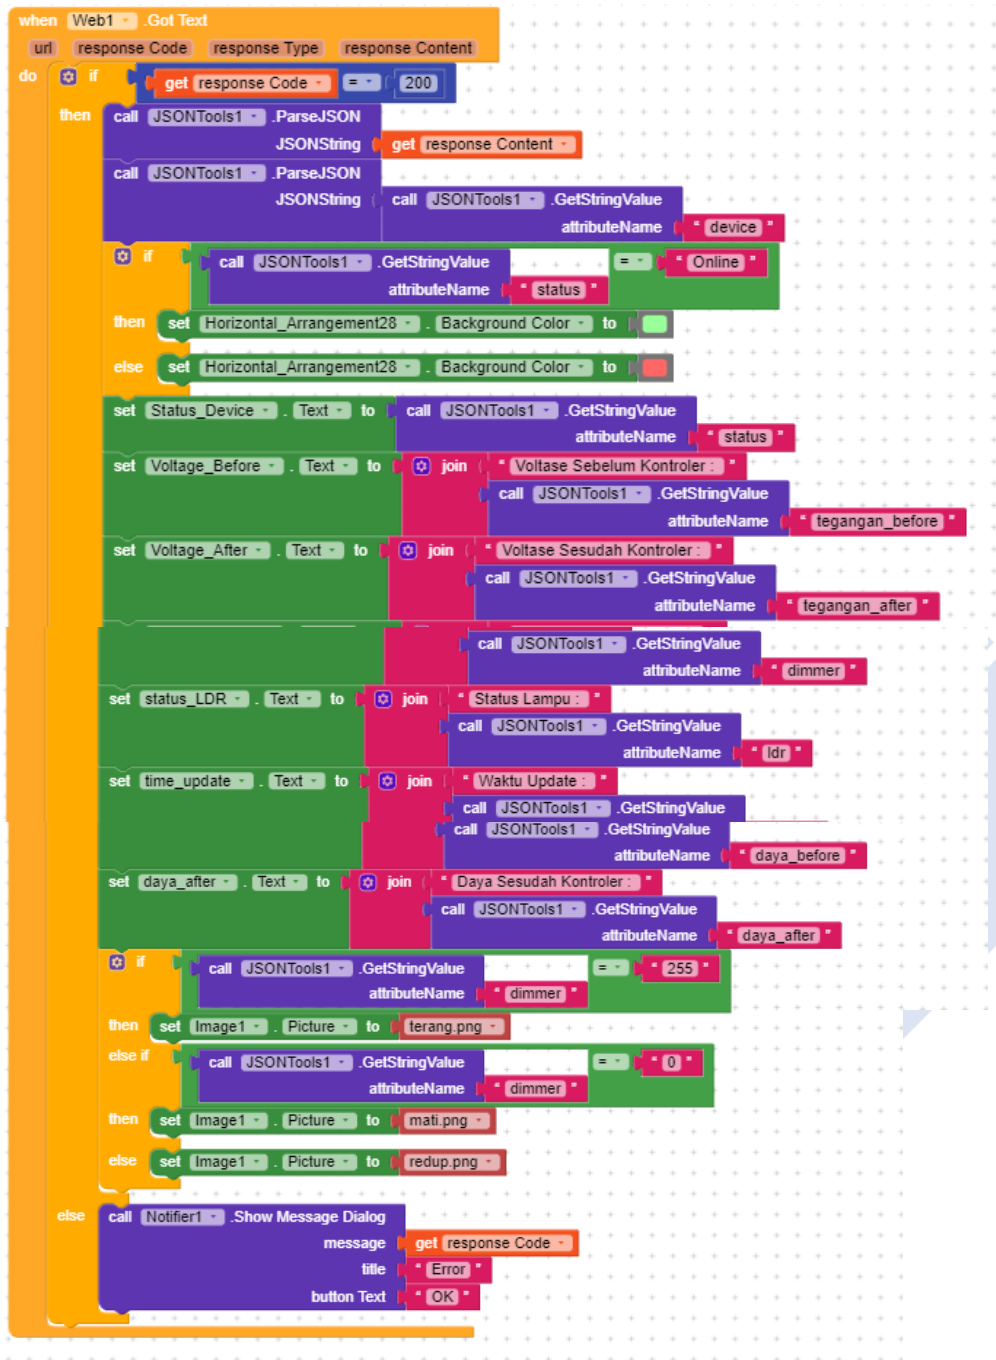 when Web1 .Got Text
url response Code response Type response Content
do if get response Code = 200
then call JSONTools1 .ParseJSON
JSONString get response Content
call JSONTools1 .ParseJSON
JSONString call JSONTools1 .GetStringValue
attributeName " device "
if call JSONTools1 .GetStringValue = " Online "
attributeName " status "
then set Horizontal_Arrangement28 . Background Color to
else set Horizontal_Arrangement28 . Background Color to
set Status_Device . Text to call JSONTools1 .GetStringValue
attributeName " status "
set Voltage_Before . Text to join " Voltase Sebelum Kontroler : "
call JSONTools1 .GetStringValue
attributeName " tegangan_before "
set Voltage_After . Text to join " Voltase Sesudah Kontroler : "
call JSONTools1 .GetStringValue
attributeName " tegangan_after "
call JSONTools1 .GetStringValue
attributeName " dimmer "
set status_LDR . Text to join " Status Lampu : "
call JSONTools1 .GetStringValue
attributeName " ldr "
set time_update . Text to join " Waktu Update : "
call JSONTools1 .GetStringValue
call JSONTools1 .GetStringValue
attributeName " daya_before "
set daya_after . Text to join " Daya Sesudah Kontroler : "
call JSONTools1 .GetStringValue
attributeName " daya_after "
if call JSONTools1 .GetStringValue = " 255 "
attributeName " dimmer "
then set Image1 . Picture to terang.png
else if call JSONTools1 .GetStringValue = " 0 "
attributeName " dimmer "
then set Image1 . Picture to mati.png
else set Image1 . Picture to redup.png
else call Notifier1 .Show Message Dialog
message get response Code
title " Error "
button Text " OK "